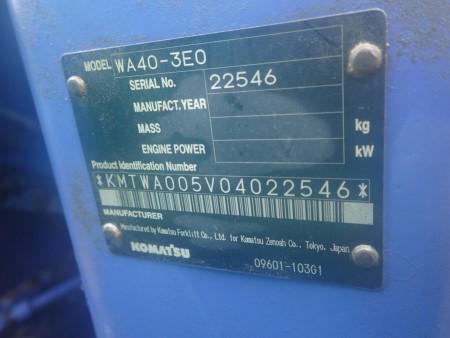 MODEL WA40-3E0
SERIAL No. 22546
MANUFACT.YEAR
MASS kg
ENGINE POWER kW
Product Identification Number
*KMTWA005V04022546*
MANUFACTURER
Manufactured by Komatsu Forklift Co., Ltd. for Komatsu Zenoah Co., Tokyo, Japan
KOMATSU 09601-103G1